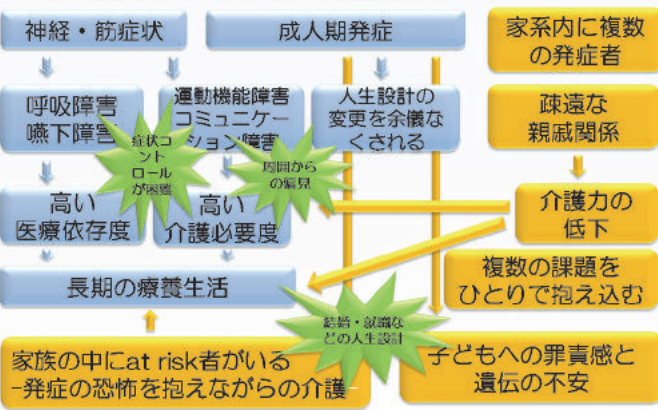 神経・筋症状
成人期発症
家系内に複数
の発症者
呼吸障害
嚥下障害
運動機能障害
コミュニケー
ション障害
人生設計の
変更を余儀な
くされる
疎遠な
親戚関係
症状コ
ント
ロール
が困難
周囲から
の偏見
高い
医療依存度
高い
介護必要度
介護力の
低下
長期の療養生活
複数の課題を
ひとりで抱え込む
結婚・就職な
どの人生設計
家族の中にat risk者がいる
-発症の恐怖を抱えながらの介護-
子どもへの罪責感と
遺伝の不安